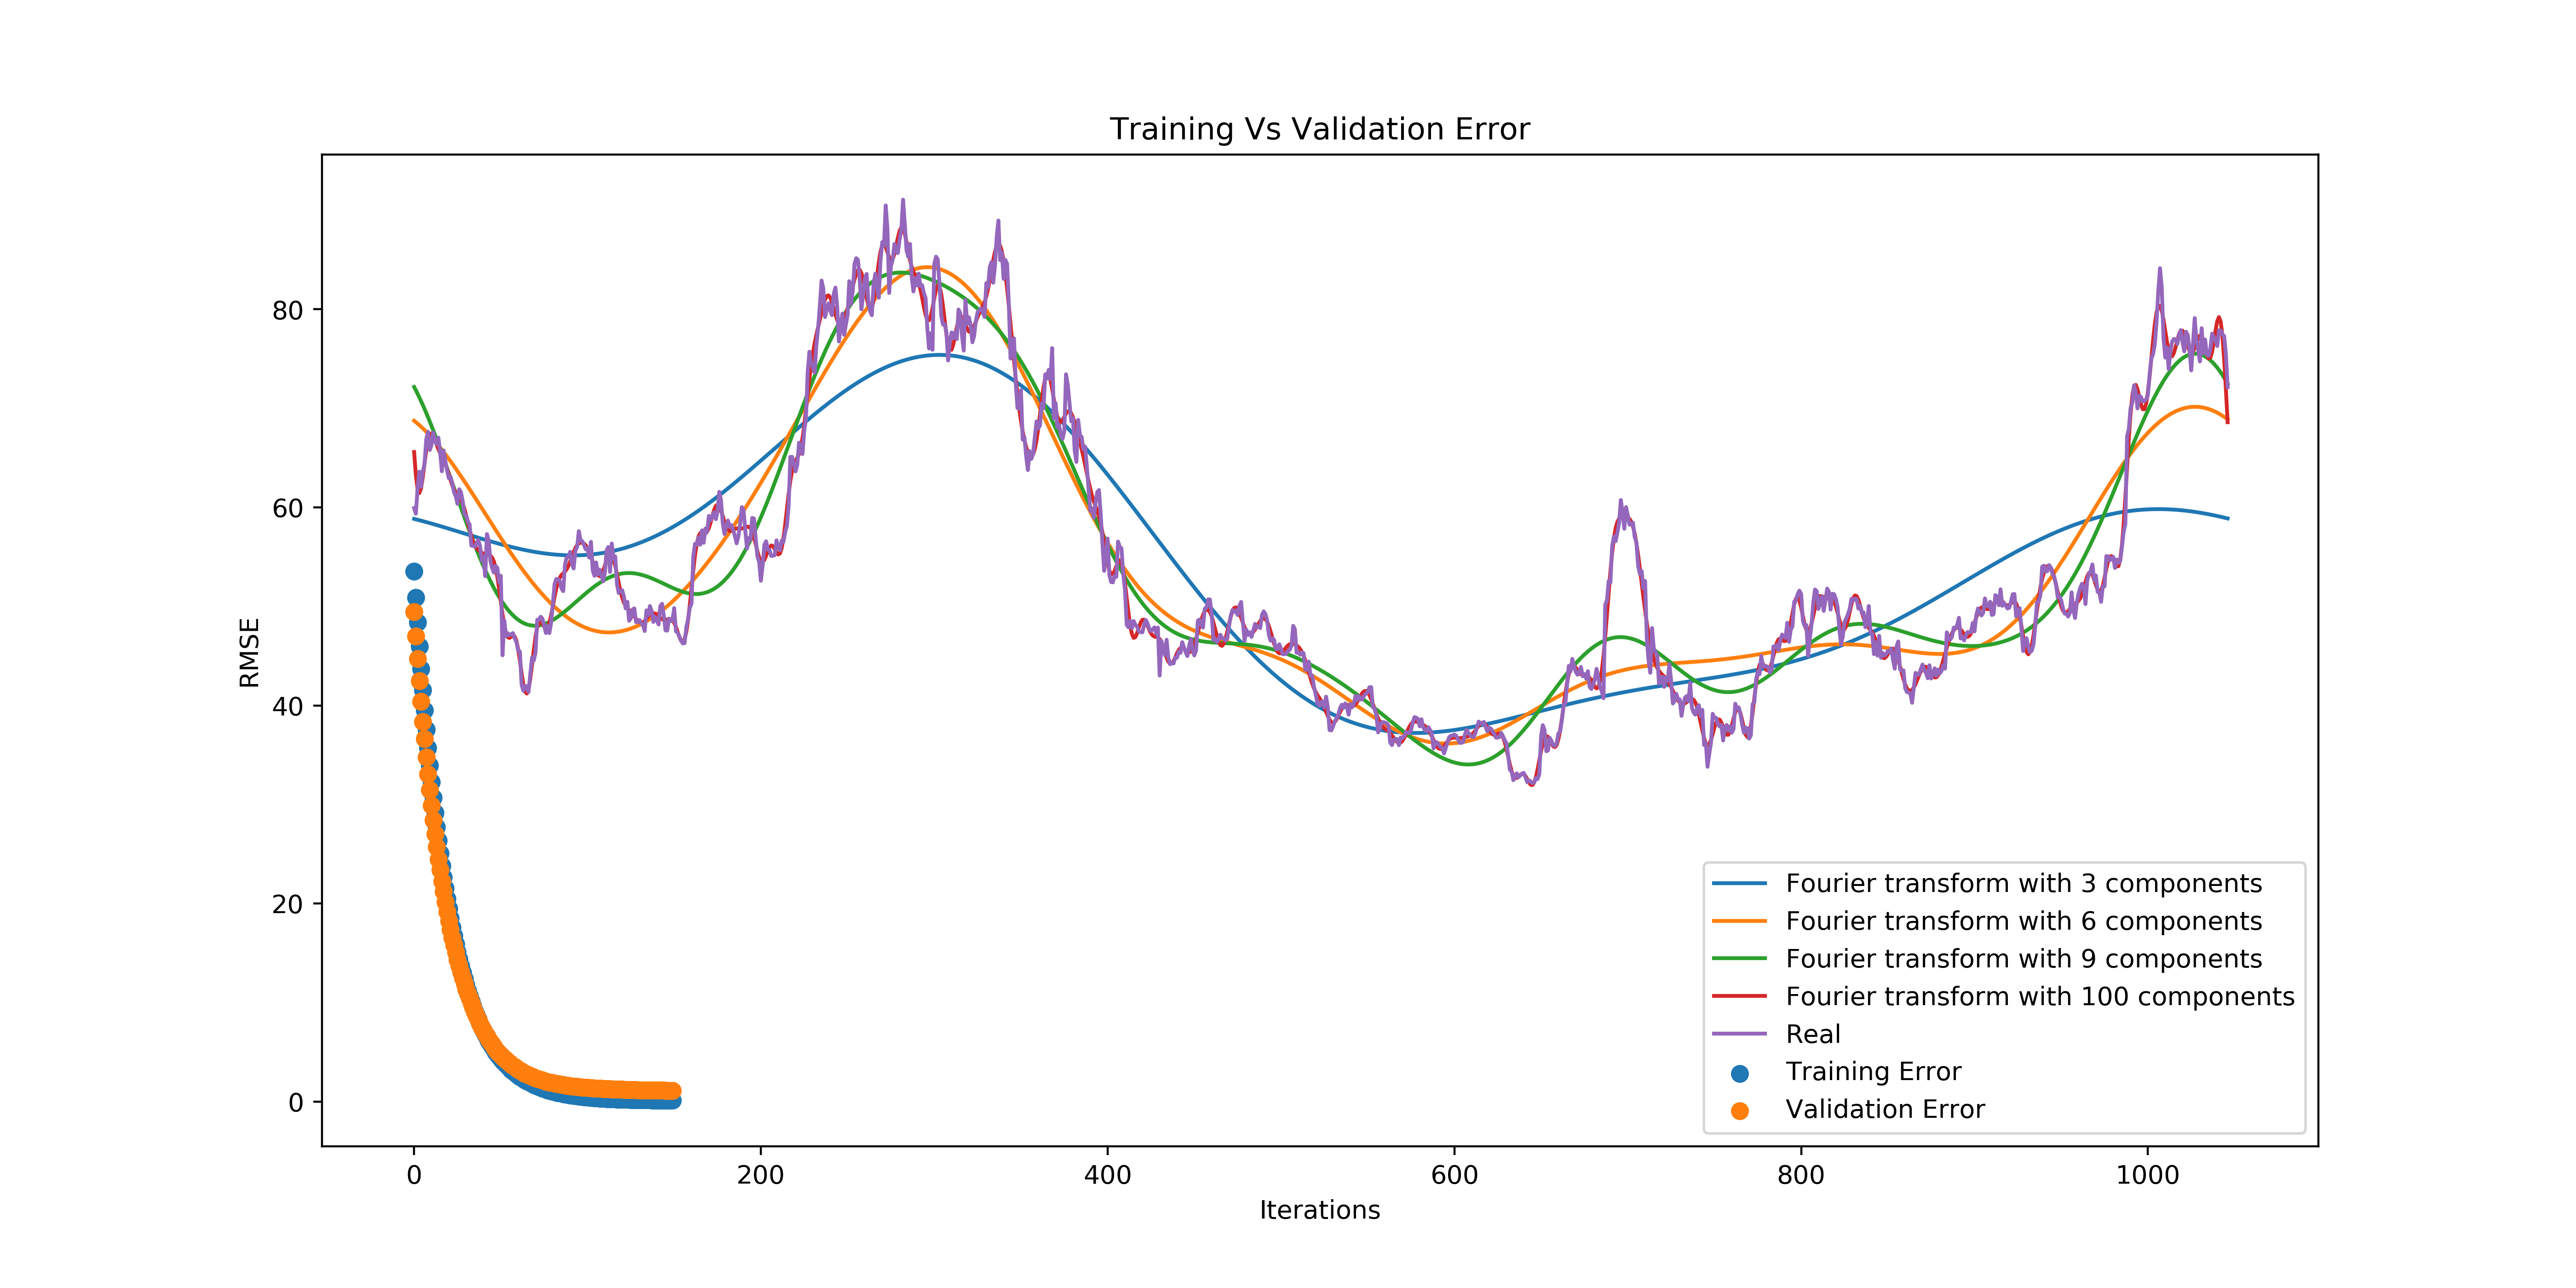 Training Vs Validation Error
RMSE
80
60
40
20
0
0 200 400 600 800 1000
Iterations
Fourier transform with 3 components
Fourier transform with 6 components
Fourier transform with 9 components
Fourier transform with 100 components
Real
Training Error
Validation Error